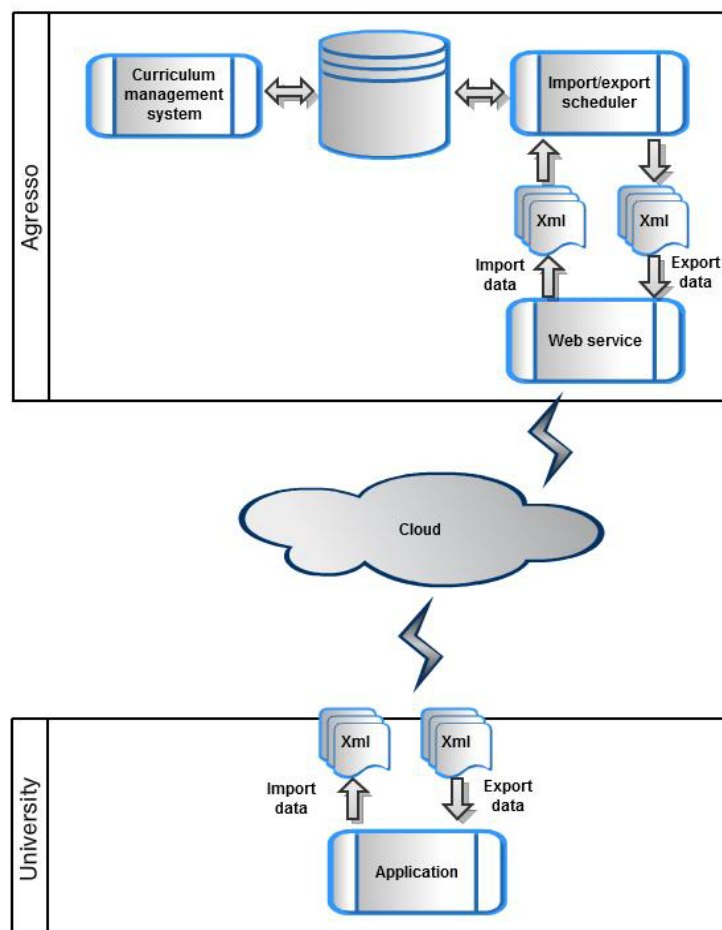 Agresso
Curriculum
management
system
Import/export
scheduler
Xml
Xml
Import
data
Export
data
Web service
Cloud
University
Xml
Xml
Import
data
Export
data
Application